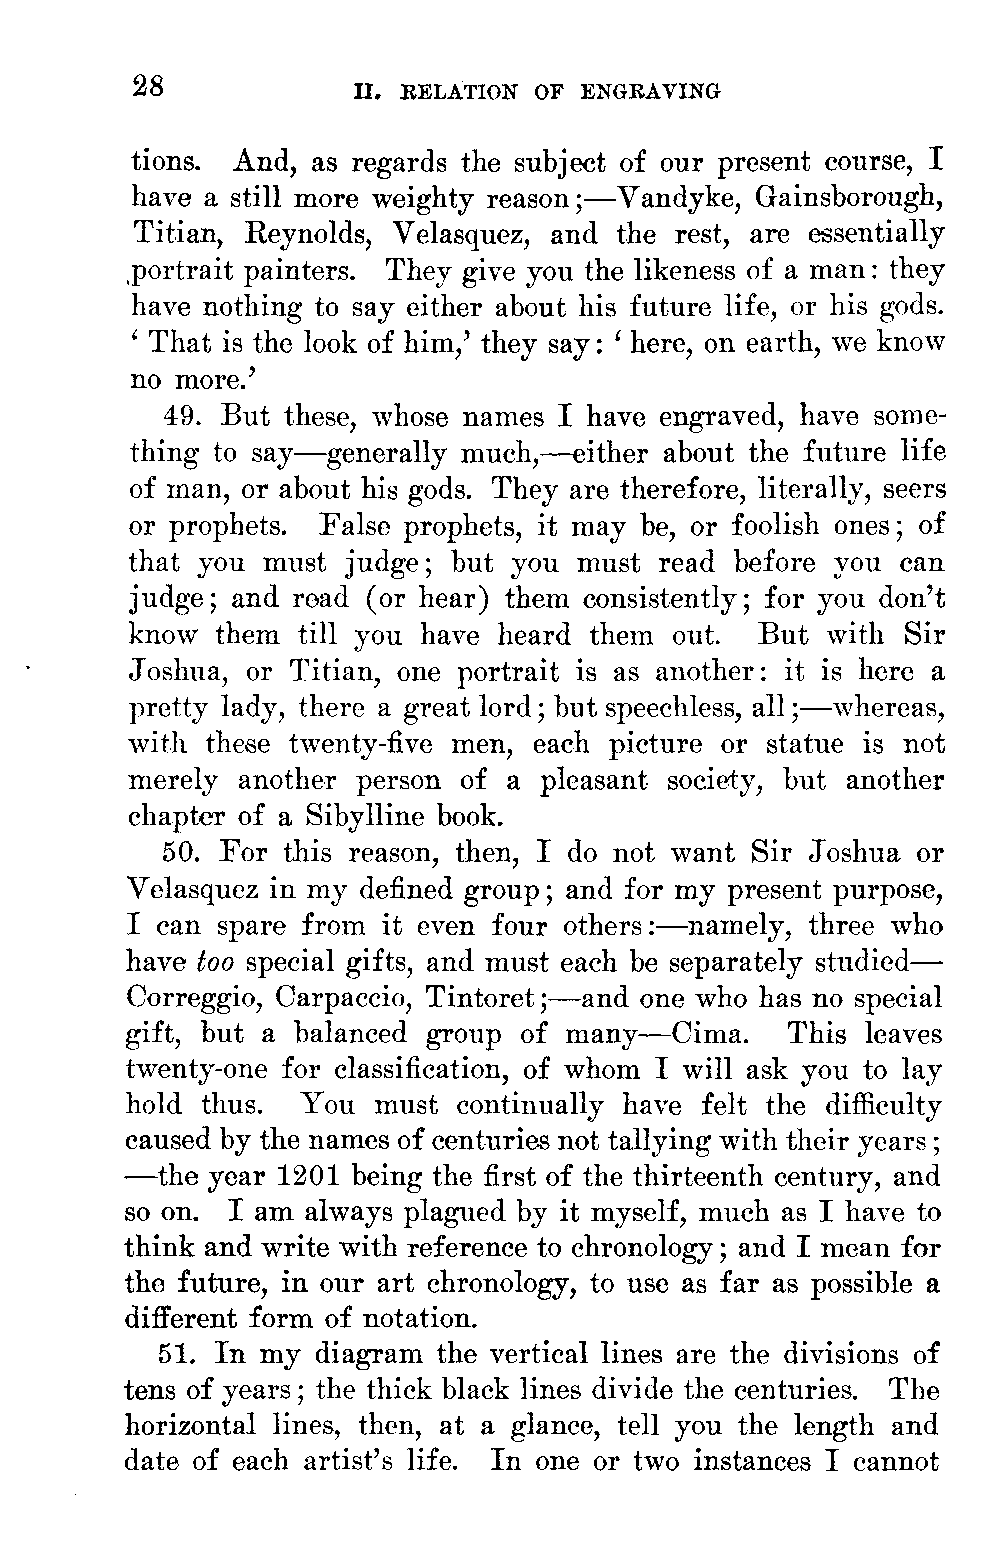 28 II. RELATION OF ENGRAVING
tions. And, as regards the subject of our present course, I
have a still more weighty reason;—Vandyke, Gainsborough,
Titian, Reynolds, Velasquez, and the rest, are essentially
portrait painters. They give you the likeness of a man: they
have nothing to say either about his future life, or his gods.
‘ That is the look of him,’ they say: ‘ here, on earth, we know
no more.’
49. But these, whose names I have engraved, have some-
thing to say—generally much,—either about the future life
of man, or about his gods. They are therefore, literally, seers
or prophets. False prophets, it may be, or foolish ones; of
that you must judge; but you must read before you can
judge; and read (or hear) them consistently; for you don’t
know them till you have heard them out. But with Sir
Joshua, or Titian, one portrait is as another: it is here a
pretty lady, there a great lord; but speechless, all;—whereas,
with these twenty-five men, each picture or statue is not
merely another person of a pleasant society, but another
chapter of a Sibylline book.
50. For this reason, then, I do not want Sir Joshua or
Velasquez in my defined group; and for my present purpose,
I can spare from it even four others:—namely, three who
have too special gifts, and must each be separately studied—
Correggio, Carpaccio, Tintoret;—and one who has no special
gift, but a balanced group of many—Cima. This leaves
twenty-one for classification, of whom I will ask you to lay
hold thus. You must continually have felt the difficulty
caused by the names of centuries not tallying with their years;
—the year 1201 being the first of the thirteenth century, and
so on. I am always plagued by it myself, much as I have to
think and write with reference to chronology; and I mean for
the future, in our art chronology, to use as far as possible a
different form of notation.
51. In my diagram the vertical lines are the divisions of
tens of years; the thick black lines divide the centuries. The
horizontal lines, then, at a glance, tell you the length and
date of each artist’s life. In one or two instances I cannot